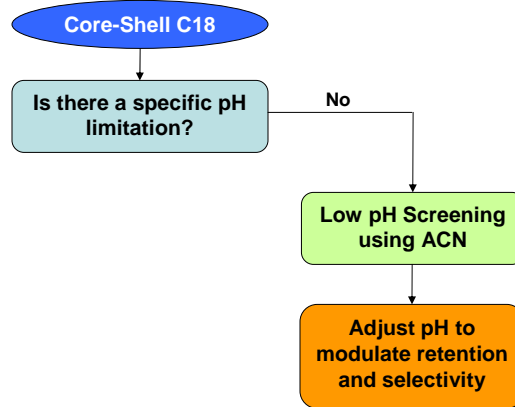 Core-Shell C18
Is there a specific pH
limitation?
No
Low pH Screening
using ACN
Adjust pH to
modulate retention
and selectivity